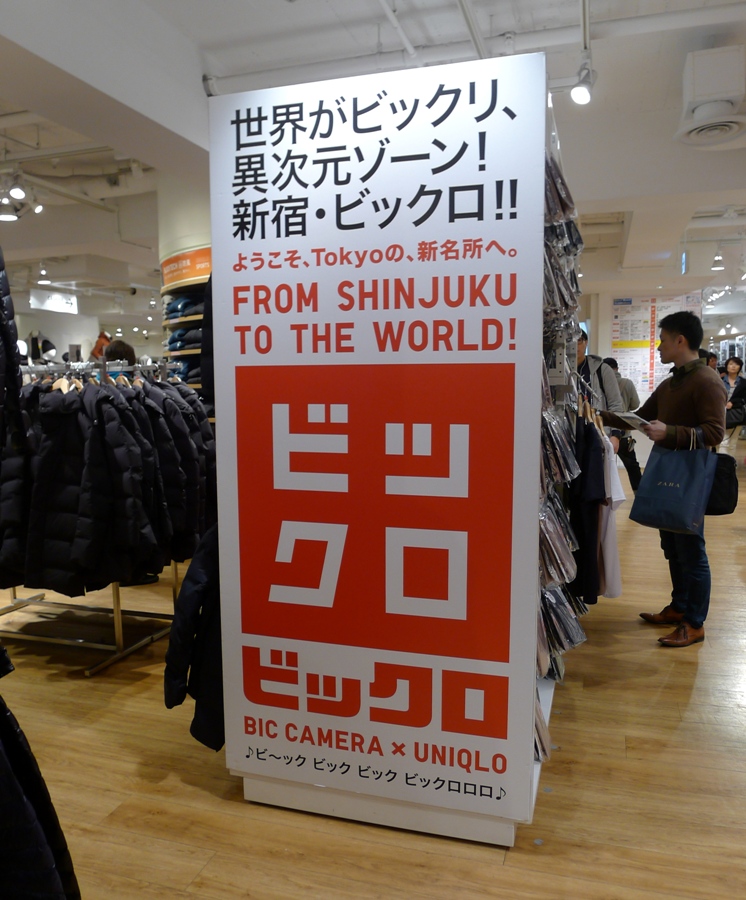 世界がビックリ、
異次元ゾーン!
新宿・ビックロ!!
ようこそ、Tokyoの、新名所へ。
FROM SHINJUKU
TO THE WORLD!
ビッ
クロ
ビックロ
BIC CAMERA × UNIQLO
♪ビ〜ック ビック ビック ビックロロロ♪
ZARA